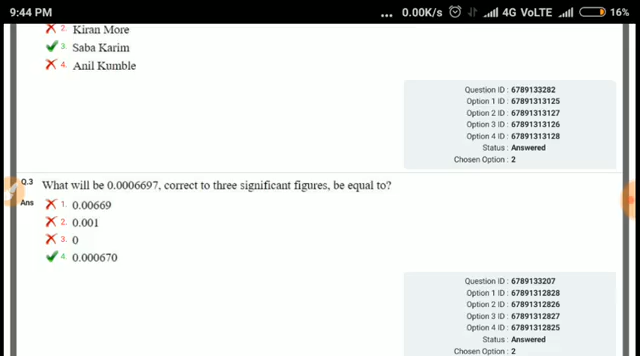 9:44 PM ... 0.00K/s 4G VoLTE 16%
2. Kiran More
3. Saba Karim
4. Anil Kumble
Question ID : 6789133282
Option 1 ID : 67891313125
Option 2 ID : 67891313127
Option 3 ID : 67891313126
Option 4 ID : 67891313128
Status : Answered
Chosen Option : 2
Q.3 What will be 0.0006697, correct to three significant figures, be equal to?
Ans 1. 0.00669
2. 0.001
3. 0
4. 0.000670
Question ID : 6789133207
Option 1 ID : 67891312828
Option 2 ID : 67891312826
Option 3 ID : 67891312827
Option 4 ID : 67891312825
Status : Answered
Chosen Option : 2